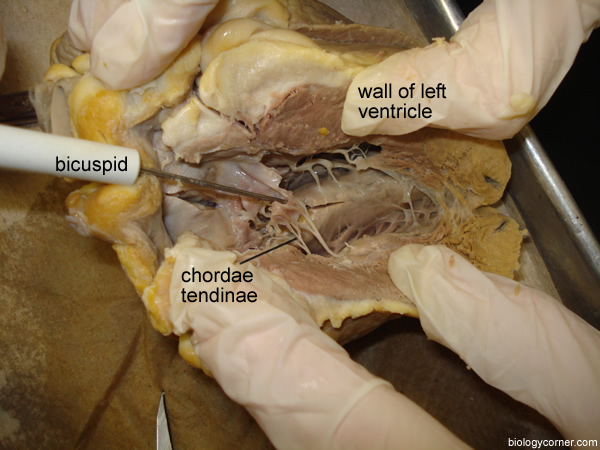 wall of left
ventricle
bicuspid
chordae
tendinae
biologycorner.com